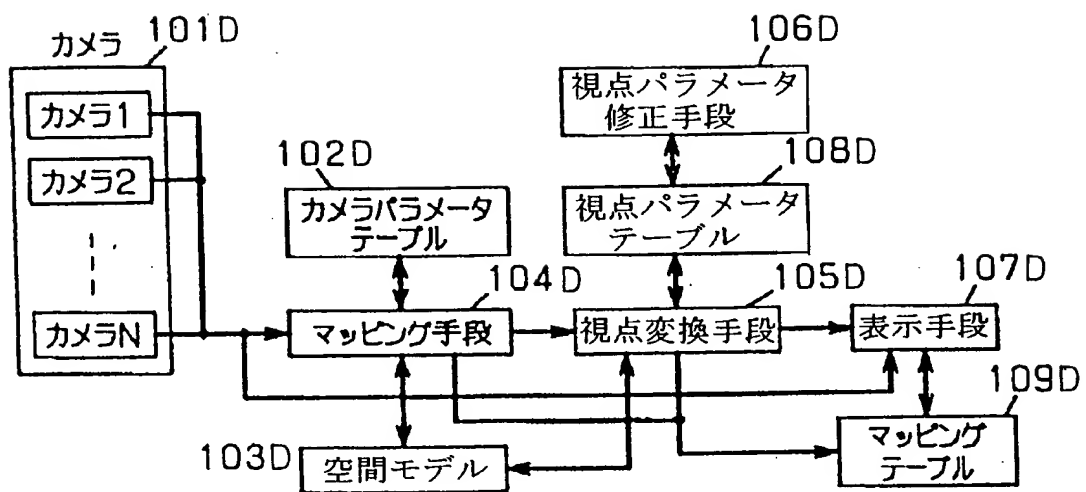 カメラ
101D
カメラ1
カメラ2
カメラN
102D
カメラパラメータ
テーブル
106D
視点パラメータ
修正手段
108D
視点パラメータ
テーブル
104D
マッピング手段
105D
視点変換手段
107D
表示手段
103D
空間モデル
109D
マッピング
テーブル